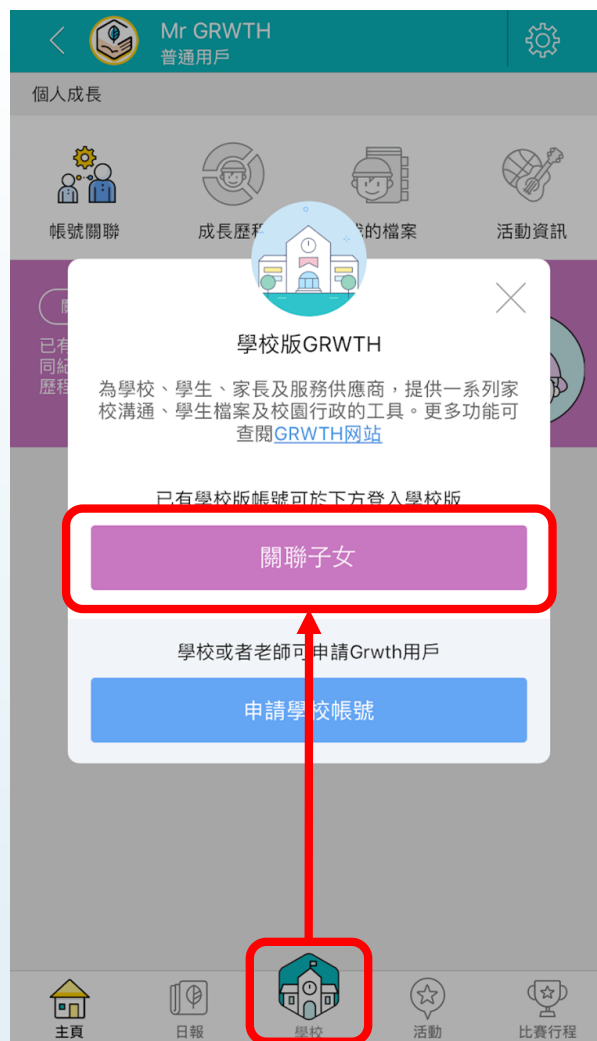 Mr GRWTH
普通用戶
個人成長
帳號關聯
成長歷程
的檔案
活動資訊
已有
同紀
歷程
學校版GRWTH
為學校、學生、家長及服務供應商，提供一系列家
校溝通、學生檔案及校園行政的工具。更多功能可
查閱GRWTH网站
已有學校版帳號可於下方登入學校版
關聯子女
學校或者老師可申請Grwth用戶
申請學校帳號
主頁
日報
學校
活動
比賽行程